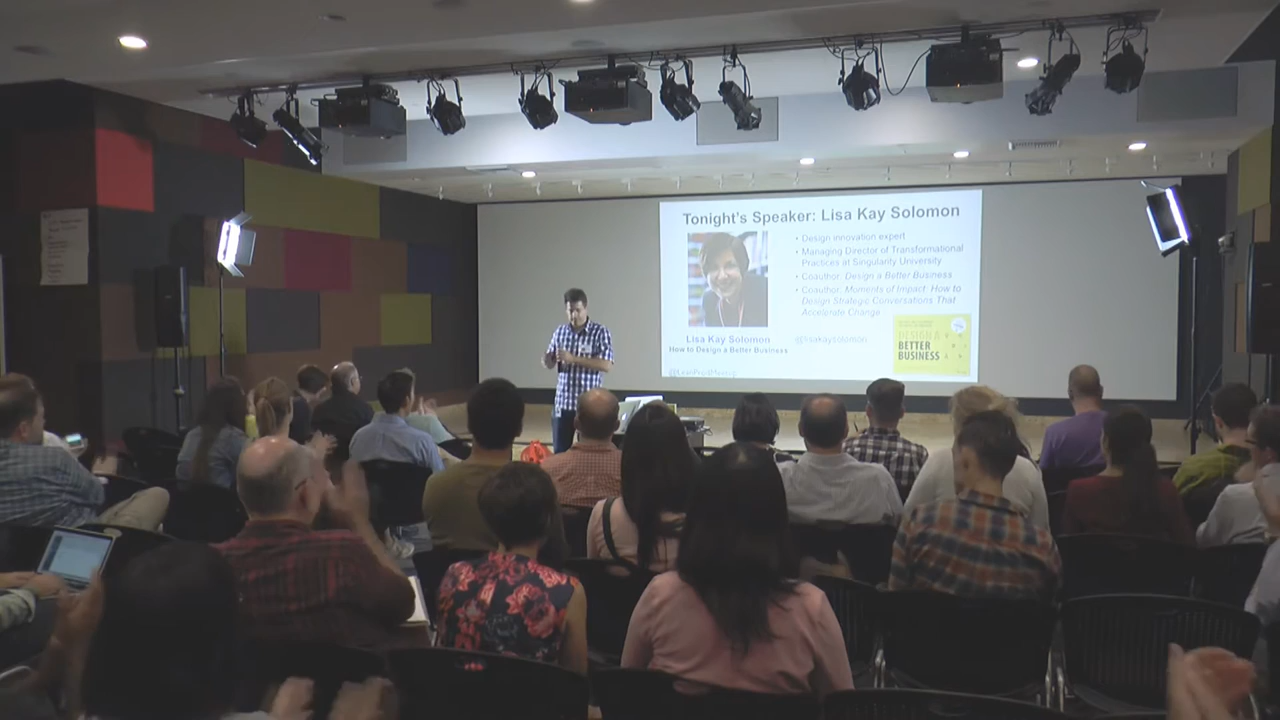 Tonight's Speaker: Lisa Kay Solomon
• Design innovation expert
• Managing Director of Transformational
Practices at Singularity University
• Coauthor, Design a Better Business
• Coauthor, Moments of Impact: How to
Design Strategic Conversations That
Accelerate Change
Lisa Kay Solomon
How to Design a Better Business
@lisakaysolomon
DESIGN A
BETTER
BUSINESS
@LeanProdMeetup